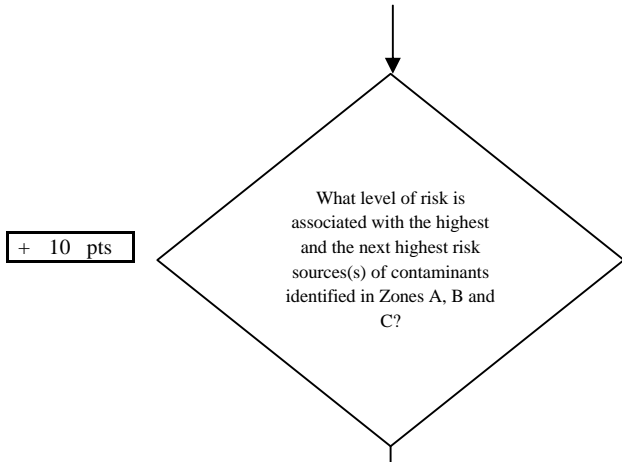 What level of risk is
associated with the highest
and the next highest risk
sources(s) of contaminants
identified in Zones A, B and
C?
+ 10 pts